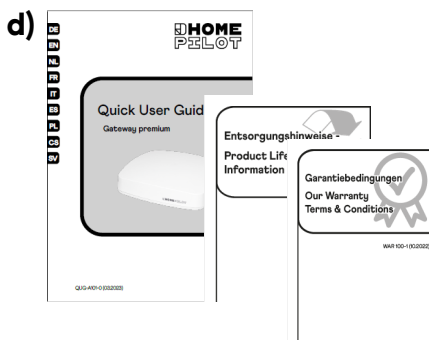 d)
DE
EN
NL
FR
IT
ES
PL
CS
SV
HOME
PILOT
Quick User Guid
Gateway premium
QUG-A101-0 [03.2023]
Entsorgungshinweise -
Product Life
Information
Garantiebedingungen
Our Warranty
Terms & Conditions
WAR 100-1 (10.2022)